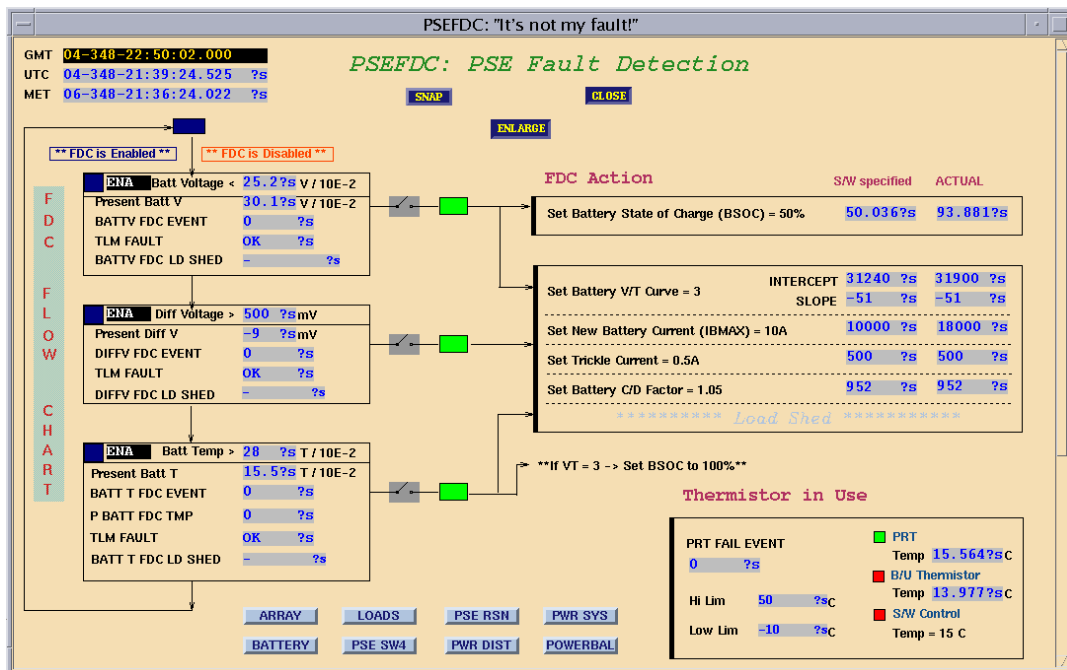 PSEFDC: "It's not my fault!"
GMT 04-348-22:50:02.000
UTC 04-348-21:39:24.525 ?s
MET 06-348-21:36:24.022 ?s
PSEFDC: PSE Fault Detection
SNAP
CLOSE
ENLARGE
** FDC is Enabled **
** FDC is Disabled **
FDC FLOW CHART
ENA Batt Voltage < 25.2?s V / 10E-2
Present Batt V 30.1?s V / 10E-2
BATTV FDC EVENT 0 ?s
TLM FAULT OK ?s
BATTV FDC LD SHED - ?s
ENA Diff Voltage > 500 ?s mV
Present Diff V -9 ?s mV
DIFFV FDC EVENT 0 ?s
TLM FAULT OK ?s
DIFFV FDC LD SHED - ?s
ENA Batt Temp > 28 ?s T / 10E-2
Present Batt T 15.5?s T / 10E-2
BATT T FDC EVENT 0 ?s
P BATT FDC TMP 0 ?s
TLM FAULT OK ?s
BATT T FDC LD SHED - ?s
FDC Action
S/W specified ACTUAL
Set Battery State of Charge (BSOC) = 50% 50.036?s 93.881?s
Set Battery V/T Curve = 3
INTERCEPT 31240 ?s 31900 ?s
SLOPE -51 ?s -51 ?s
Set New Battery Current (IBMAX) = 10A 10000 ?s 18000 ?s
Set Trickle Current = 0.5A 500 ?s 500 ?s
Set Battery C/D Factor = 1.05 952 ?s 952 ?s
********** Load Shed ***********
**If VT = 3 -> Set BSOC to 100%**
Thermistor in Use
PRT FAIL EVENT
0 ?s
Hi Lim 50 ?s C
Low Lim -10 ?s C
PRT
Temp 15.564?s C
B/U Thermistor
Temp 13.977?s C
S/W Control
Temp = 15 C
ARRAY LOADS PSE RSN PWR SYS
BATTERY PSE SW4 PWR DIST POWERBAL